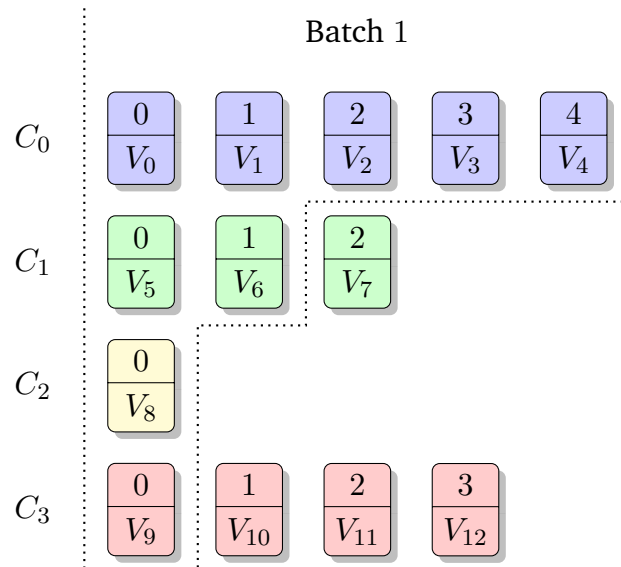 Batch 1
0 1 2 3 4
C₀ V₀ V₁ V₂ V₃ V₄
0 1 2
C₁ V₅ V₆ V₇
0
C₂ V₈
0 1 2 3
C₃ V₉ V₁₀ V₁₁ V₁₂